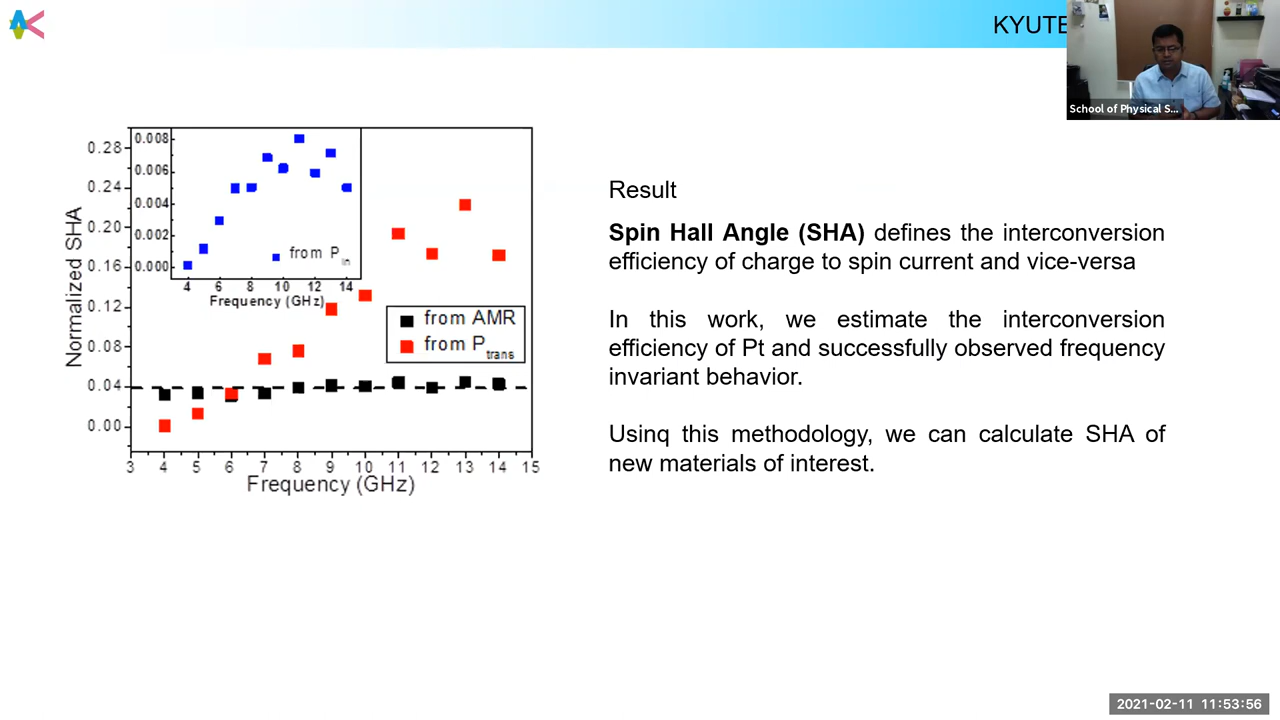 KYUTE
School of Physical S...
0.008
0.006
0.004
0.002
0.000
from P in
4 6 8 10 12 14
Frequency (GHz)
Normalized SHA
0.28
0.24
0.20
0.16
0.12
0.08
0.04
0.00
from AMR
from P trans
3 4 5 6 7 8 9 10 11 12 13 14 15
Frequency (GHz)
Result
Spin Hall Angle (SHA) defines the interconversion
efficiency of charge to spin current and vice-versa
In this work, we estimate the interconversion
efficiency of Pt and successfully observed frequency
invariant behavior.
Usinq this methodology, we can calculate SHA of
new materials of interest.
2021-02-11 11:53:56